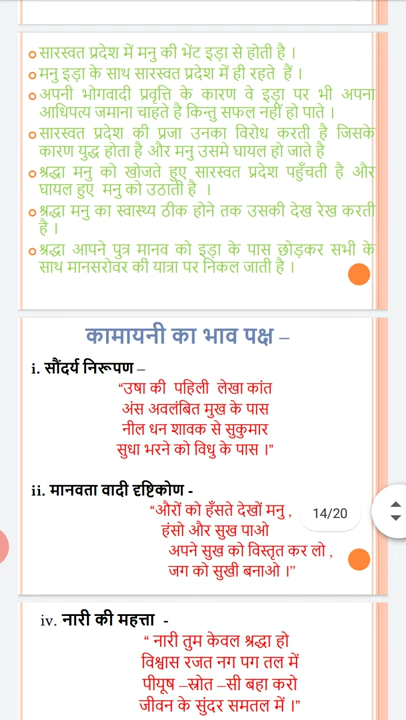 सारस्वत प्रदेश में मनु की भेंट इड़ा से होती है ।
मनु इड़ा के साथ सारस्वत प्रदेश में ही रहते हैं ।
अपनी भोगवादी प्रवृत्ति के कारण वे इड़ा पर भी अपना
आधिपत्य जमाना चाहते है किन्तु सफल नहीं हो पाते ।
सारस्वत प्रदेश की प्रजा उनका विरोध करती है जिसके
कारण युद्ध होता है और मनु उसमे घायल हो जाते है
श्रद्धा मनु को खोजते हुए सारस्वत प्रदेश पहुँचती है और
घायल हुए मनु को उठाती है ।
श्रद्धा मनु का स्वास्थ्य ठीक होने तक उसकी देख रेख करती
है ।
श्रद्धा आपने पुत्र मानव को इड़ा के पास छोड़कर सभी के
साथ मानसरोवर की यात्रा पर निकल जाती है ।
कामायनी का भाव पक्ष –
i. सौंदर्य निरूपण –
“उषा की पहिली लेखा कांत
अंस अवलंबित मुख के पास
नील धन शावक से सुकुमार
सुधा भरने को विधु के पास ।”
ii. मानवता वादी दृष्टिकोण -
“औरों को हँसते देखों मनु ,
हंसो और सुख पाओ
अपने सुख को विस्तृत कर लो ,
जग को सुखी बनाओ ।”
14/20
iv. नारी की महत्ता -
“ नारी तुम केवल श्रद्धा हो
विश्वास रजत नग पग तल में
पीयूष –स्रोत –सी बहा करो
जीवन के सुंदर समतल में ।”